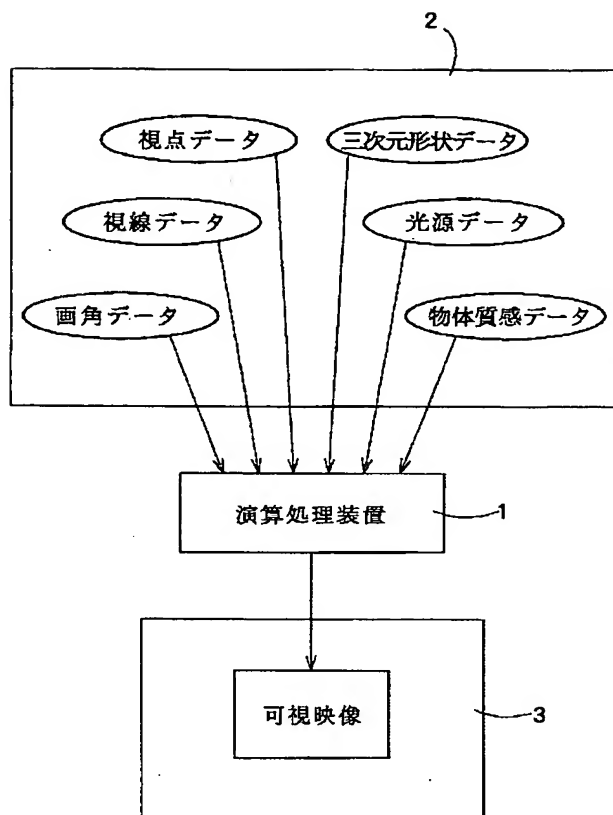 2
視点データ
三次元形状データ
視線データ
光源データ
画角データ
物体質感データ
演算処理装置
1
可視映像
3